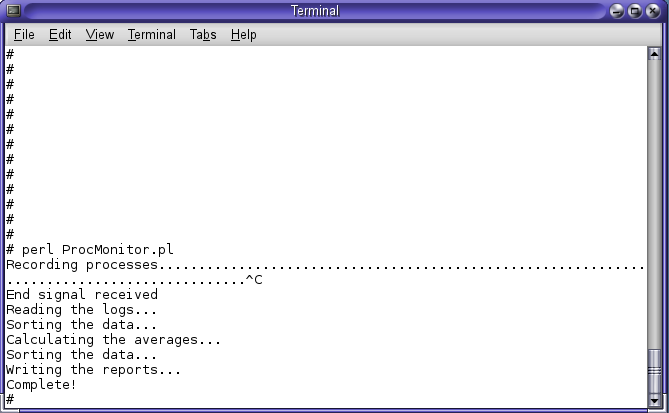 Terminal
File Edit View Terminal Tabs Help
#
#
#
#
#
#
#
#
#
#
#
#
#
# perl ProcMonitor.pl
Recording processes.............................................................
..............................^C
End signal received
Reading the logs...
Sorting the data...
Calculating the averages...
Sorting the data...
Writing the reports...
Complete!
#